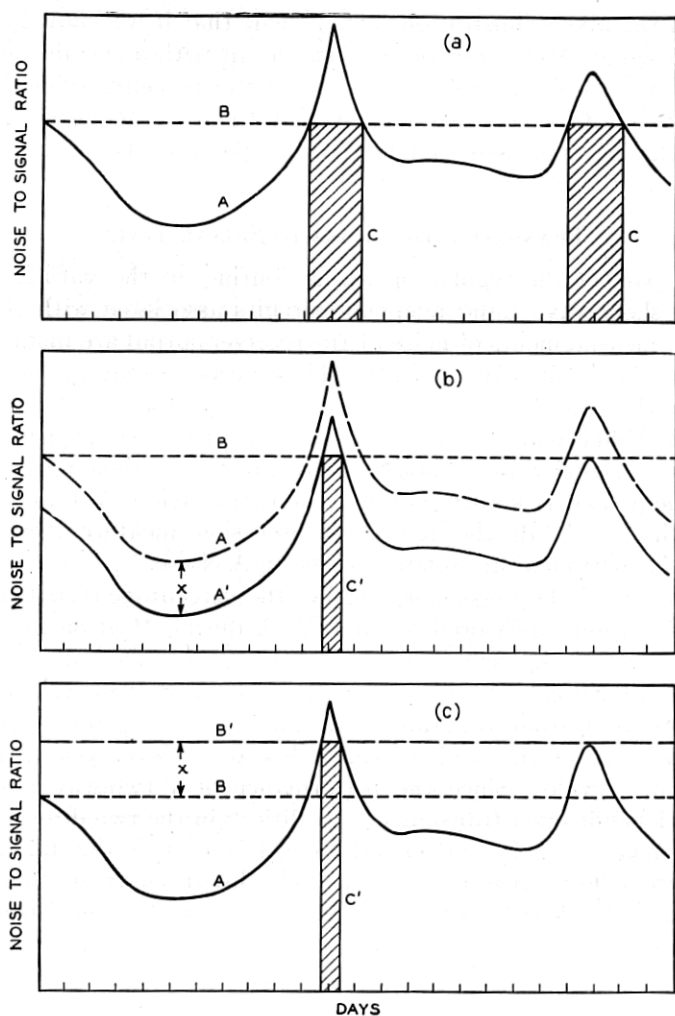 (a)
NOISE TO SIGNAL RATIO
B
A
C
C
(b)
NOISE TO SIGNAL RATIO
B
A
X
A'
C'
(c)
NOISE TO SIGNAL RATIO
B'
X
B
A
C'
DAYS